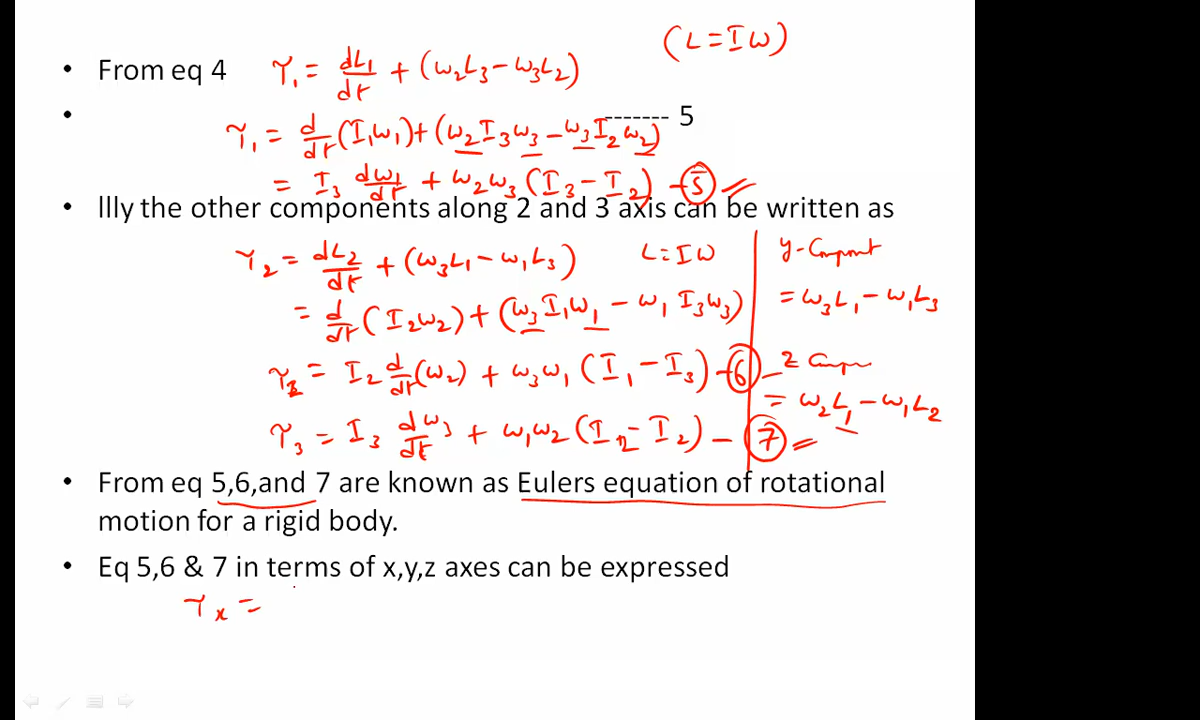 (L=Iω)
• From eq 4 τ₁ = dL₁/dt + (ω₂L₃ – ω₃L₂)
• ------- 5
τ₁ = d/dt (I₁ω₁) + (ω₂I₃ω₃ – ω₃I₂ω₂)
= I₃ dω₁/dt + ω₂ω₃ (I₃ – I₂) – 5
• Illy the other components along 2 and 3 axis can be written as
τ₂ = dL₂/dt + (ω₃L₁ – ω₁L₃) L=Iω
= d/dt (I₂ω₂) + (ω₃I₁ω₁ – ω₁I₃ω₃)
τ₂ = I₂ d/dt (ω₂) + ω₃ω₁ (I₁ – I₃) – 6
τ₃ = I₃ dω₃/dt + ω₁ω₂ (I₂ – I₂) – 7
y-Component
= ω₃L₁ – ω₁L₃
= ω₂L₁ – ω₁L₂
• From eq 5,6,and 7 are known as Eulers equation of rotational
motion for a rigid body.
• Eq 5,6 & 7 in terms of x,y,z axes can be expressed
τₓ =